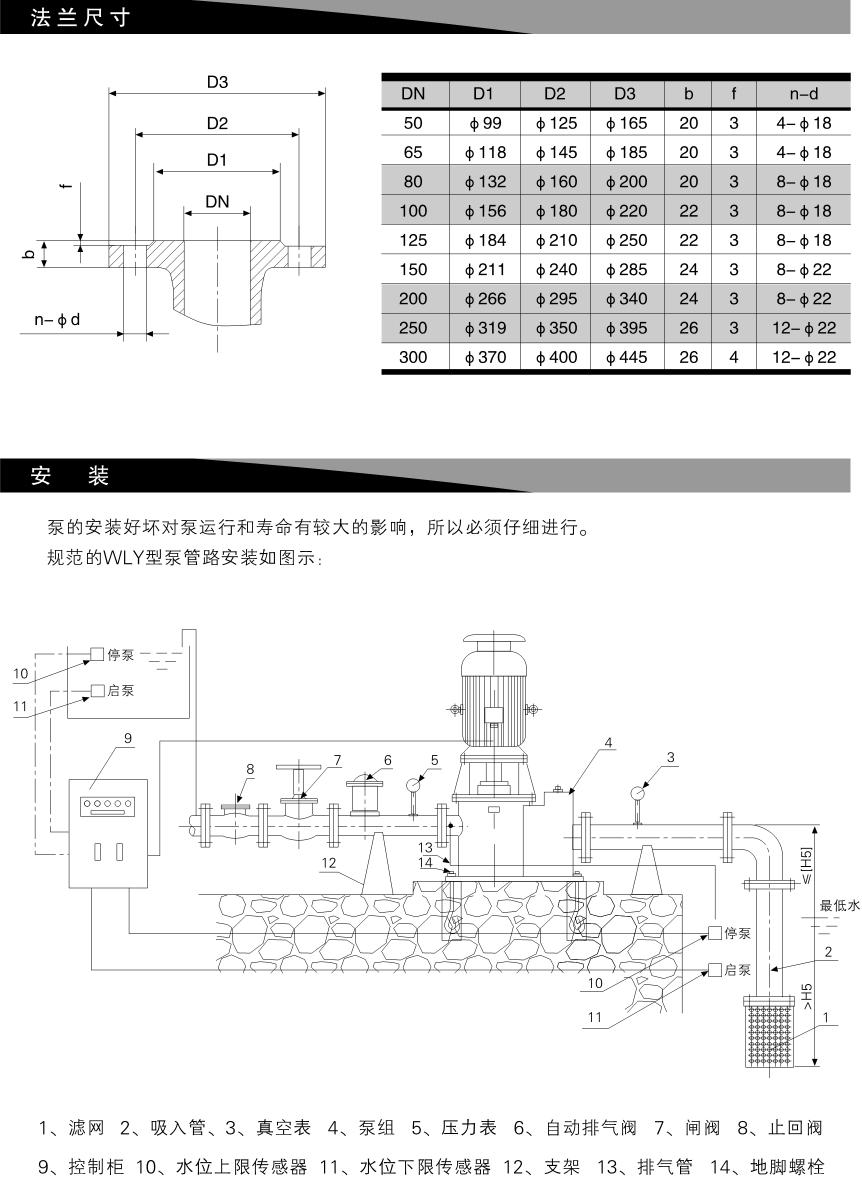 法兰尺寸
D3
D2
D1
DN
f
b
n-ϕd
DN D1 D2 D3 b f n-d
50 ϕ99 ϕ125 ϕ165 20 3 4-ϕ18
65 ϕ118 ϕ145 ϕ185 20 3 4-ϕ18
80 ϕ132 ϕ160 ϕ200 20 3 8-ϕ18
100 ϕ156 ϕ180 ϕ220 22 3 8-ϕ18
125 ϕ184 ϕ210 ϕ250 22 3 8-ϕ18
150 ϕ211 ϕ240 ϕ285 24 3 8-ϕ22
200 ϕ266 ϕ295 ϕ340 24 3 8-ϕ22
250 ϕ319 ϕ350 ϕ395 26 3 12-ϕ22
300 ϕ370 ϕ400 ϕ445 26 4 12-ϕ22
安 装
泵的安装好坏对泵运行和寿命有较大的影响，所以必须仔细进行。
规范的WLY型泵管路安装如图示：
停泵
10
启泵
11
9
8
7
6
5
4
3
12
13
14
≤[H5]
最低水
停泵
2
启泵
10
>H5
11
1
1、滤网 2、吸入管、3、真空表 4、泵组 5、压力表 6、自动排气阀 7、闸阀 8、止回阀
9、控制柜 10、水位上限传感器 11、水位下限传感器 12、支架 13、排气管 14、地脚螺栓